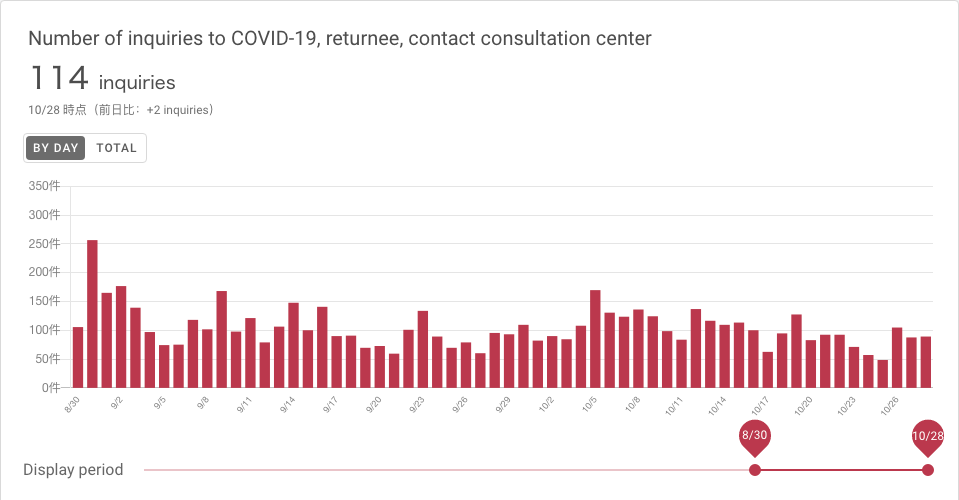 Number of inquiries to COVID-19, returnee, contact consultation center
114 inquiries
10/28 時点（前日比：+2 inquiries）
BY DAY TOTAL
350件
300件
250件
200件
150件
100件
50件
0件
8/30 9/2 9/5 9/8 9/11 9/14 9/17 9/20 9/23 9/26 9/29 10/2 10/5 10/8 10/11 10/14 10/17 10/20 10/23 10/26
8/30 10/28
Display period